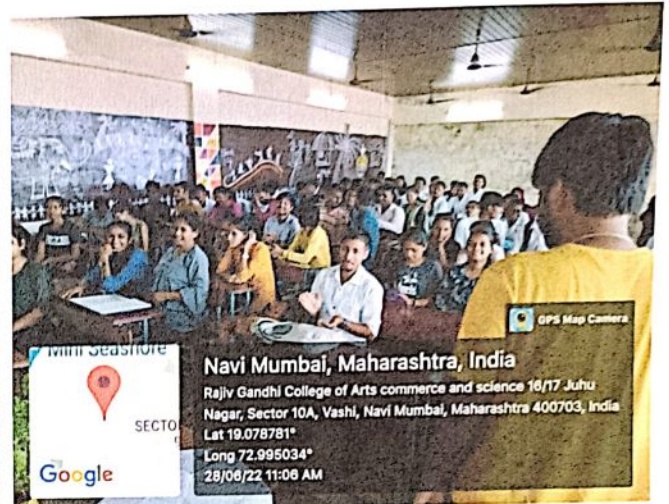 GPS Map Camera
Mini Seashore
SECTO
Google
Navi Mumbai, Maharashtra, India
Rajiv Gandhi College of Arts commerce and science 16/17 Juhu
Nagar, Sector 10A, Vashi, Navi Mumbai, Maharashtra 400703, India
Lat 19.078781°
Long 72.995034°
28/06/22 11:06 AM